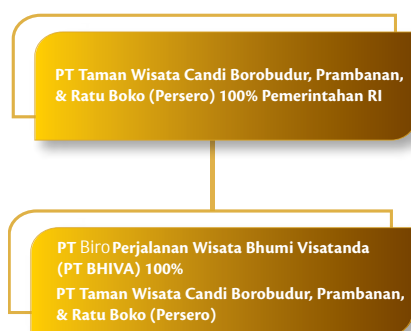 PT Taman Wisata Candi Borobudur, Prambanan,
& Ratu Boko (Persero) 100% Pemerintahan RI
PT Biro Perjalanan Wisata Bhumi Visatanda
(PT BHIVA) 100%
PT Taman Wisata Candi Borobudur, Prambanan,
& Ratu Boko (Persero)